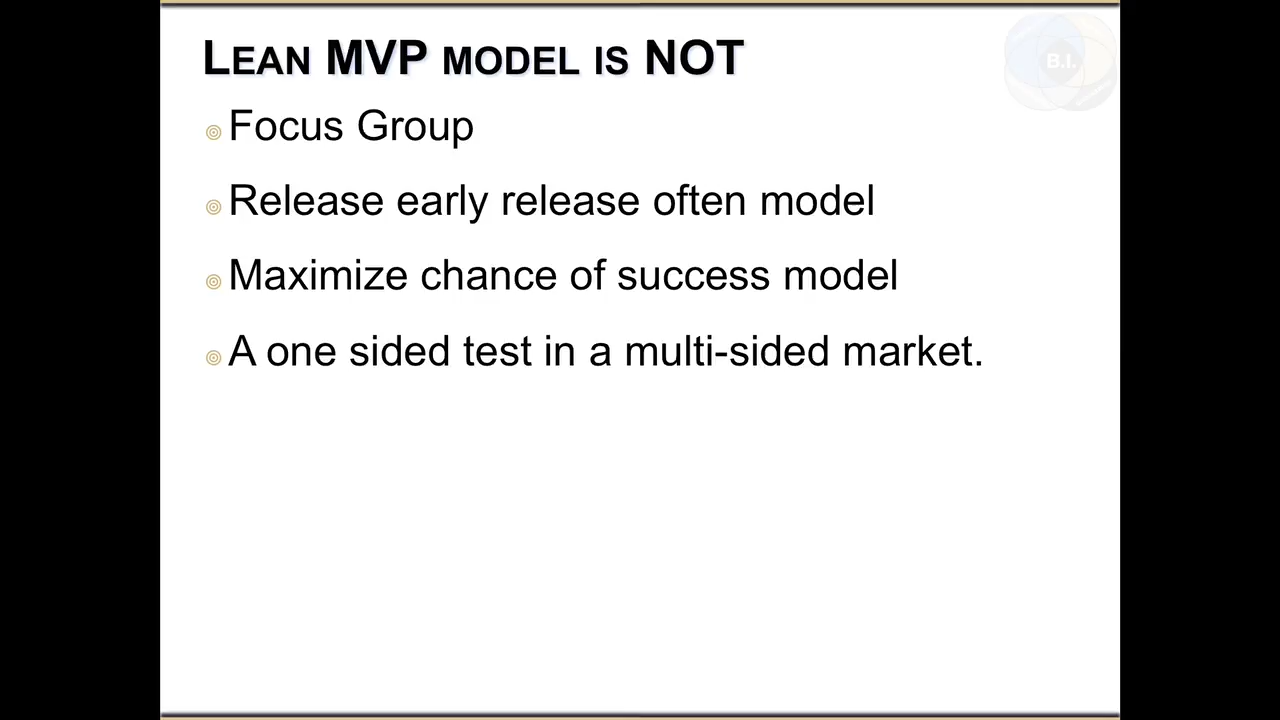 LEAN MVP MODEL IS NOT
B.I.
Focus Group
Release early release often model
Maximize chance of success model
A one sided test in a multi-sided market.